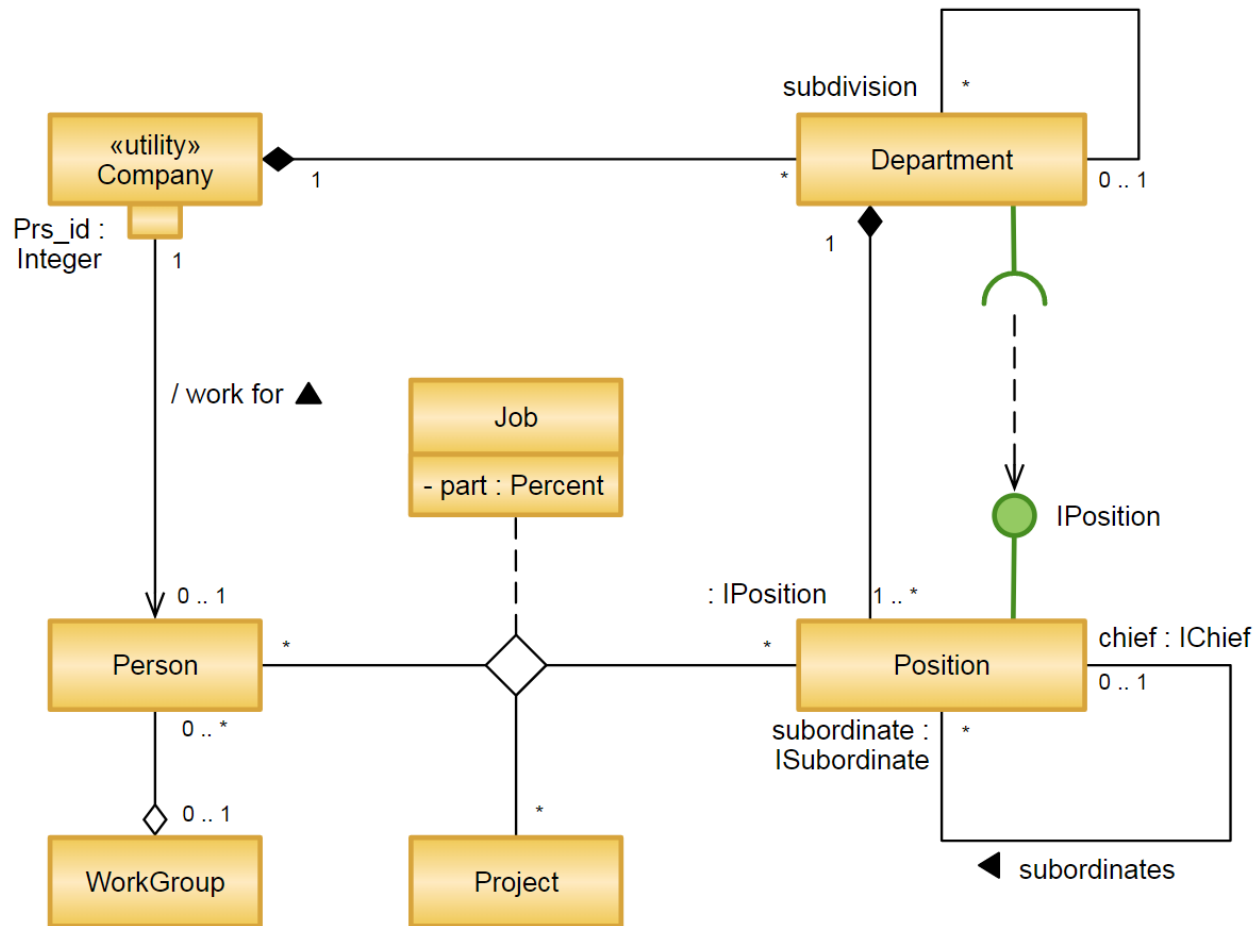 subdivision
*
«utility»
Company
1
*
Department
0 .. 1
Prs_id :
Integer
1
1
/ work for ▲
Job
- part : Percent
IPosition
0 .. 1
: IPosition
1 .. *
Person
*
*
Position
chief : IChief
0 .. 1
0 .. *
subordinate :
ISubordinate
*
0 .. 1
*
WorkGroup
Project
◀ subordinates